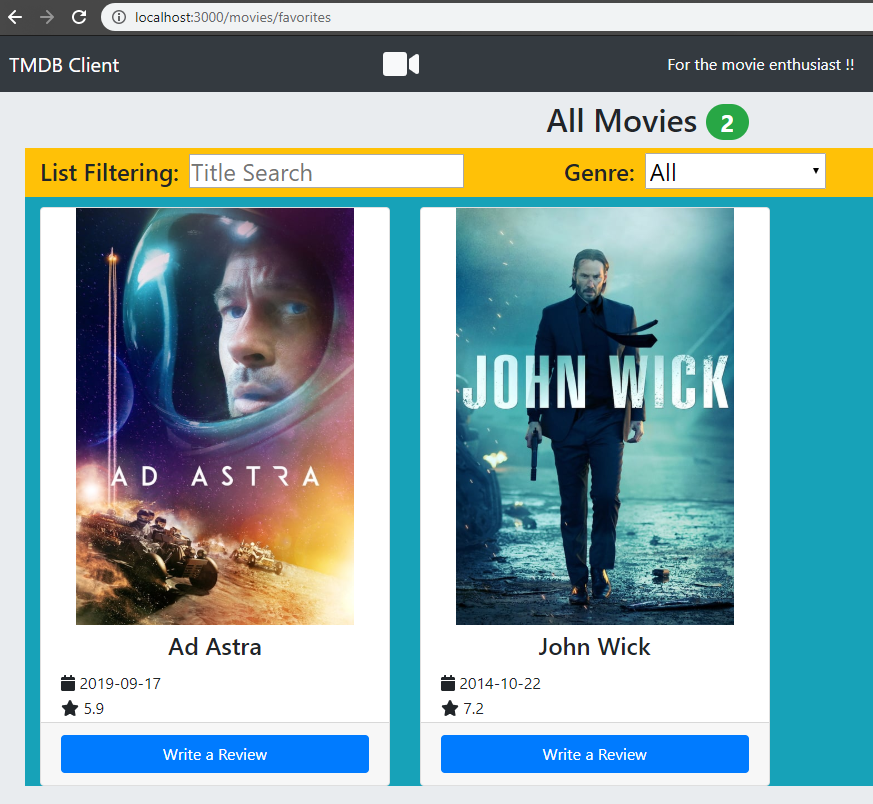 localhost:3000/movies/favorites
TMDB Client For the movie enthusiast !!
All Movies 2
List Filtering: Title Search Genre: All
AD ASTRA JOHN WICK
Ad Astra John Wick
2019-09-17 2014-10-22
5.9 7.2
Write a Review Write a Review